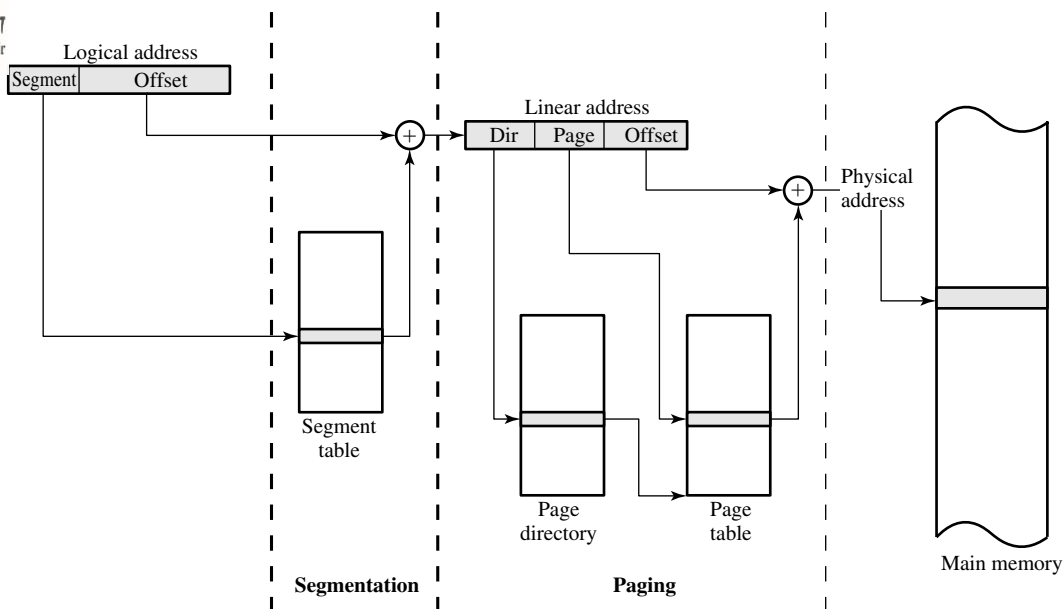 Logical address
Segment Offset
Linear address
Dir Page Offset
+
+
Physical
address
Segment
table
Page
directory
Page
table
Main memory
Segmentation
Paging